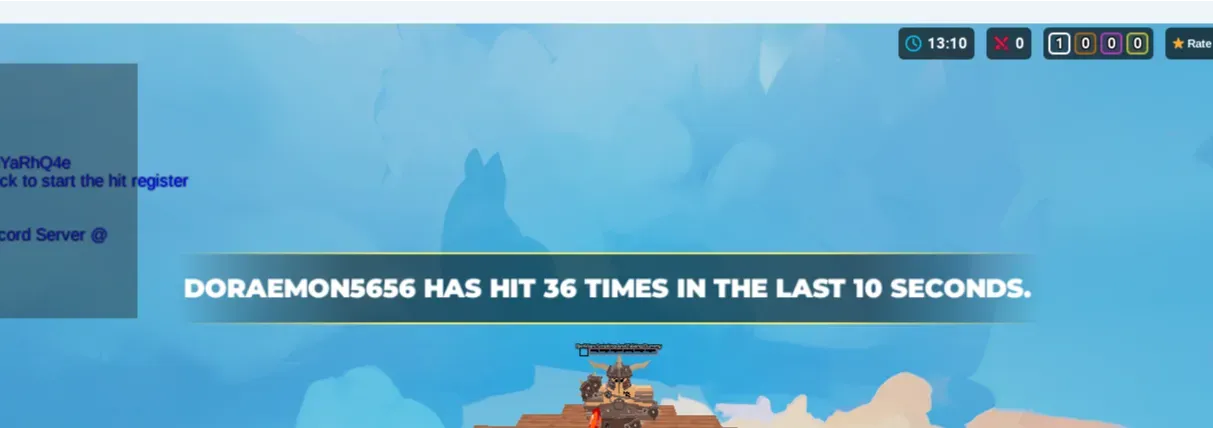 13:10
0
1 0 0 0
Rate
YaRhQ4e
ck to start the hit register
cord Server @
DORAEMON5656 HAS HIT 36 TIMES IN THE LAST 10 SECONDS.